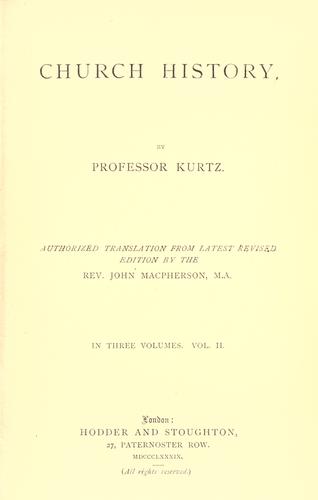 CHURCH HISTORY.
BY
PROFESSOR KURTZ.
AUTHORIZED TRANSLATION FROM LATEST REVISED
EDITION BY THE
REV. JOHN MACPHERSON, M.A.
IN THREE VOLUMES. VOL. II.
London:
HODDER AND STOUGHTON,
27, PATERNOSTER ROW.
MDCCCLXXXIX.
(All rights reserved.)